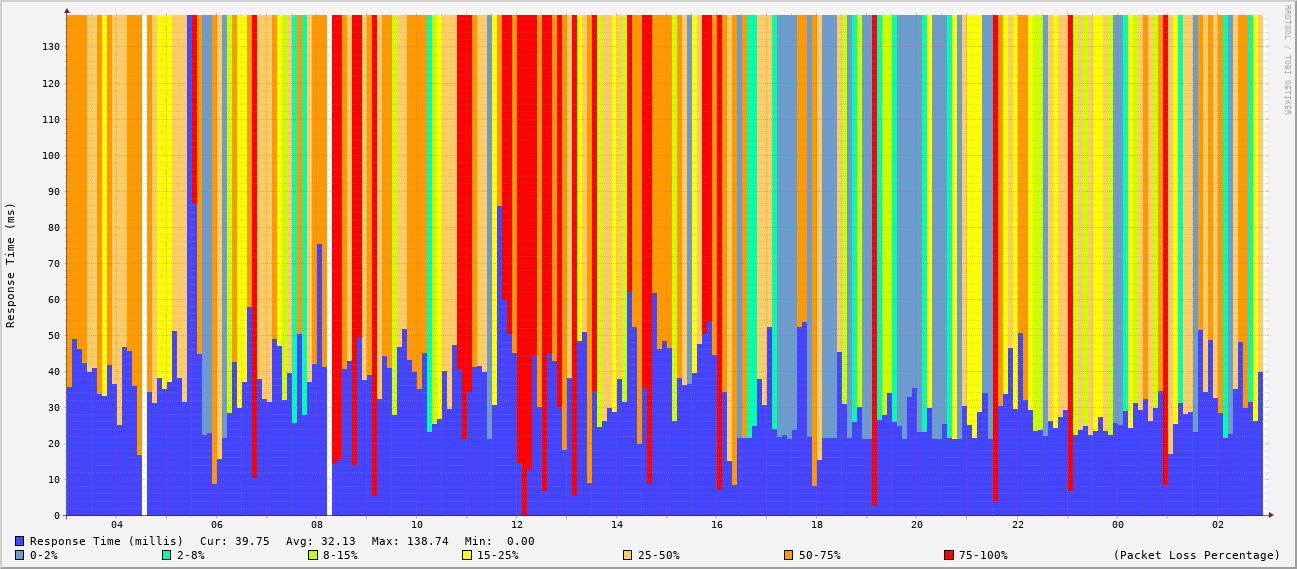 RRDTOOL / TOBI OETIKER
Response Time (ms)
130
120
110
100
90
80
70
60
50
40
30
20
10
0
04 06 08 10 12 14 16 18 20 22 00 02
Response Time (millis) Cur: 39.75 Avg: 32.13 Max: 138.74 Min: 0.00
0-2% 2-8% 8-15% 15-25% 25-50% 50-75% 75-100% (Packet Loss Percentage)